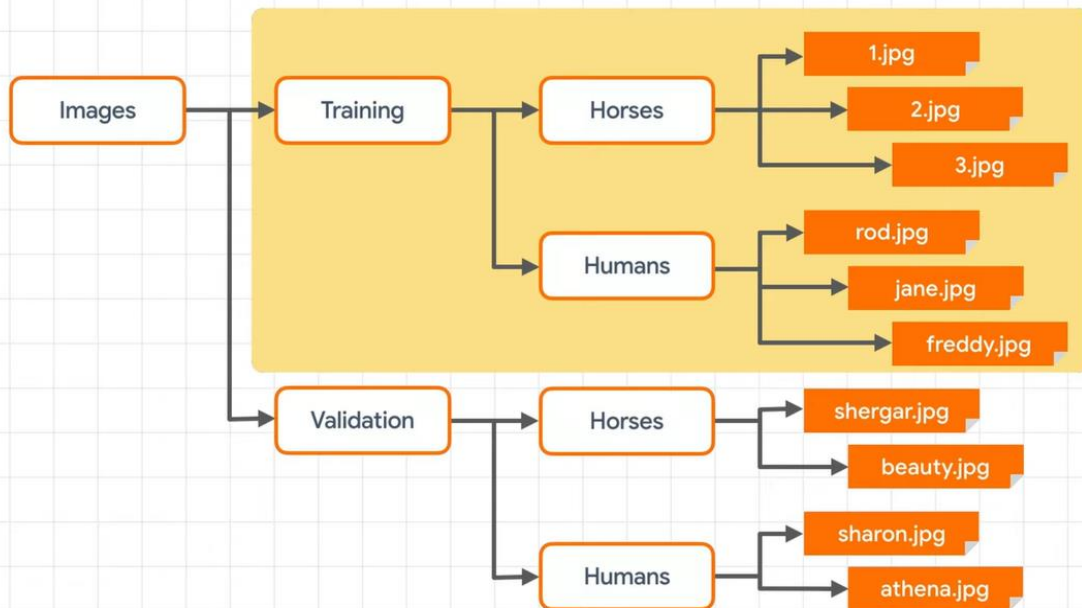 Images
Training
Horses
1.jpg
2.jpg
3.jpg
Humans
rod.jpg
jane.jpg
freddy.jpg
Validation
Horses
shergar.jpg
beauty.jpg
Humans
sharon.jpg
athena.jpg